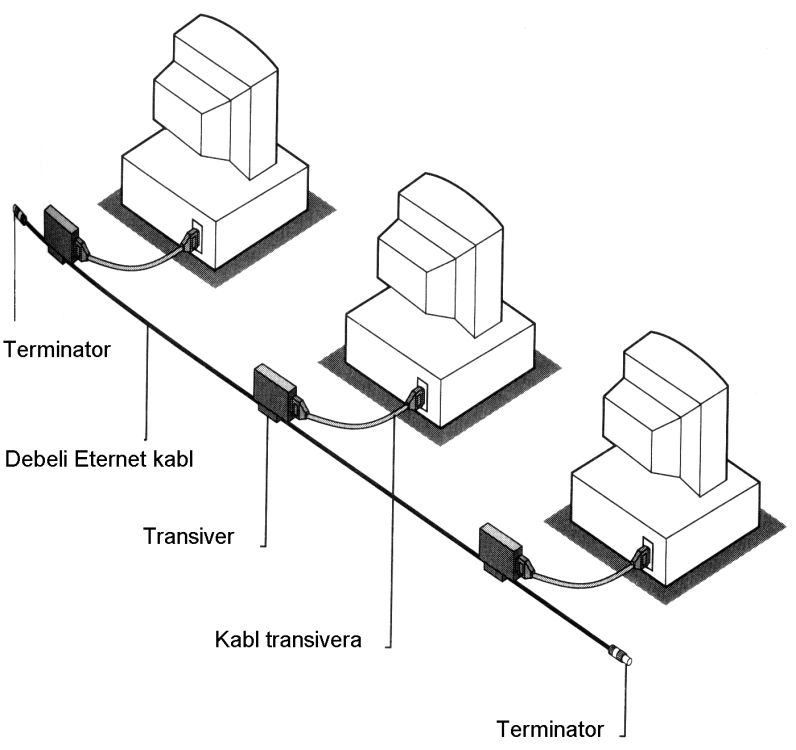 Terminator
Debeli Eternet kabl
Transiver
Kabl transivera
Terminator